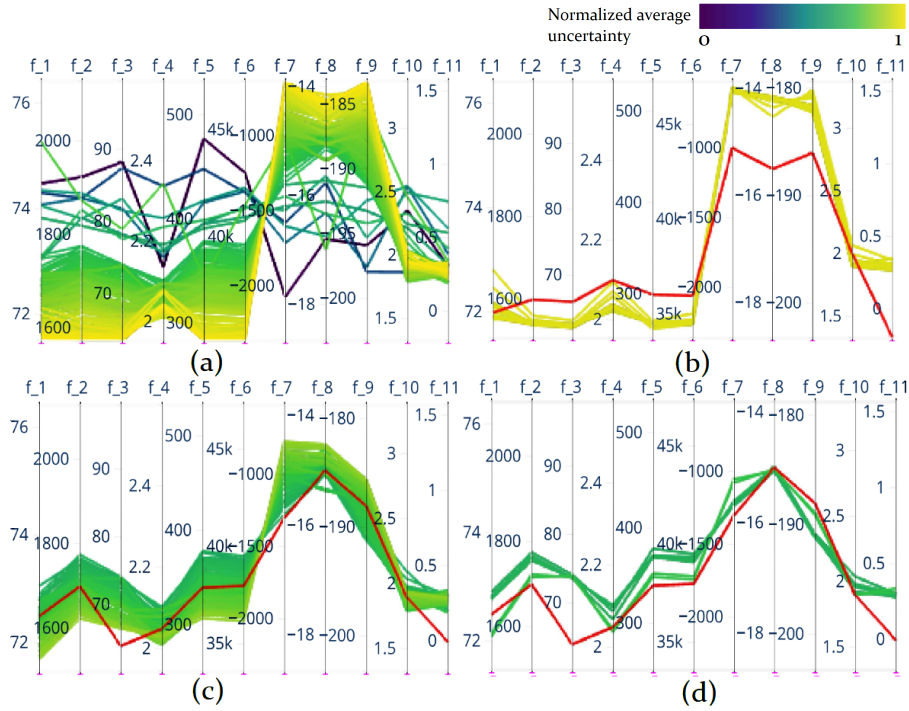 Normalized average
uncertainty
0 1
f_1 f_2 f_3 f_4 f_5 f_6 f_7 f_8 f_9 f_10 f_11
76 2000 90 2.4 500 45k −1000 −14 −185 3 1.5
74 1800 80 2.2 400 40k −1500 −16 −190 2.5 1
72 1600 70 2 300 −2000 −18 −195 2 0.5
−200 1.5 0
(a)
f_1 f_2 f_3 f_4 f_5 f_6 f_7 f_8 f_9 f_10 f_11
76 2000 90 2.4 500 45k −1000 −14 −180 3 1.5
74 1800 80 2.2 400 40k −1500 −16 −190 2.5 1
72 1600 70 2 300 35k −2000 −18 −200 2 0.5
1.5 0
(b)
f_1 f_2 f_3 f_4 f_5 f_6 f_7 f_8 f_9 f_10 f_11
76 2000 90 2.4 500 45k −1000 −14 −180 3 1.5
74 1800 80 2.2 400 40k −1500 −16 −190 2.5 1
72 1600 70 2 300 35k −2000 −18 −200 2 0.5
1.5 0
(c)
f_1 f_2 f_3 f_4 f_5 f_6 f_7 f_8 f_9 f_10 f_11
76 2000 90 2.4 500 45k −1000 −14 −180 3 1.5
74 1800 80 2.2 400 40k −1500 −16 −190 2.5 1
72 1600 70 2 300 35k −2000 −18 −200 2 0.5
1.5 0
(d)